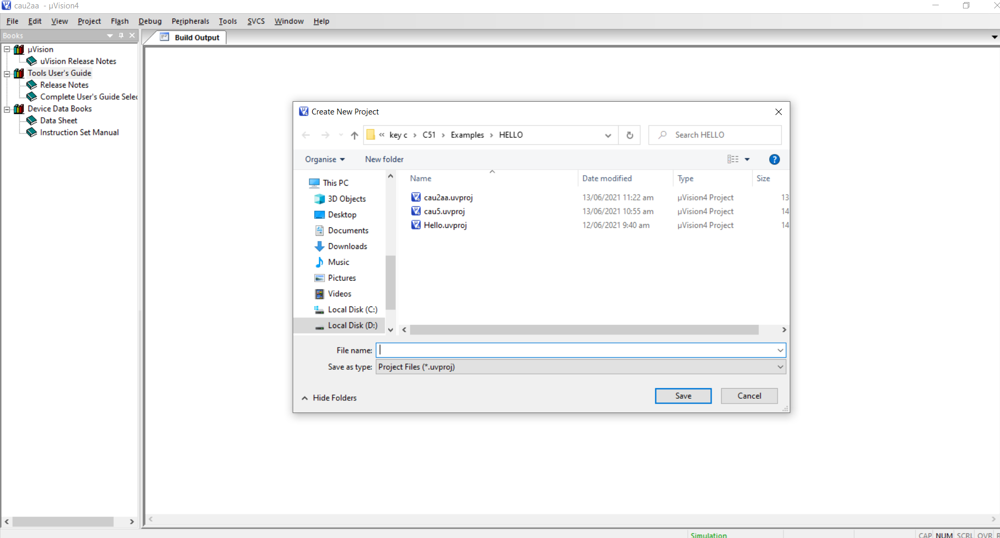 cau2aa - µVision4
File Edit View Project Flash Debug Peripherals Tools SVCS Window Help
Books
Build Output
µVision
uVision Release Notes
Tools User's Guide
Release Notes
Complete User's Guide Selec
Device Data Books
Data Sheet
Instruction Set Manual
Create New Project
« key c › C51 › Examples › HELLO
Search HELLO
Organise New folder
?
Name Date modified Type Size
This PC
3D Objects
Desktop
Documents
Downloads
Music
Pictures
Videos
Local Disk (C:)
Local Disk (D:)
cau2aa.uvproj 13/06/2021 11:22 am µVision4 Project 13
cau5.uvproj 13/06/2021 10:55 am µVision4 Project 14
Hello.uvproj 12/06/2021 9:40 am µVision4 Project 14
File name:
Save as type: Project Files (*.uvproj)
Hide Folders
Save Cancel
Simulation CAP NUM SCRL OVR R